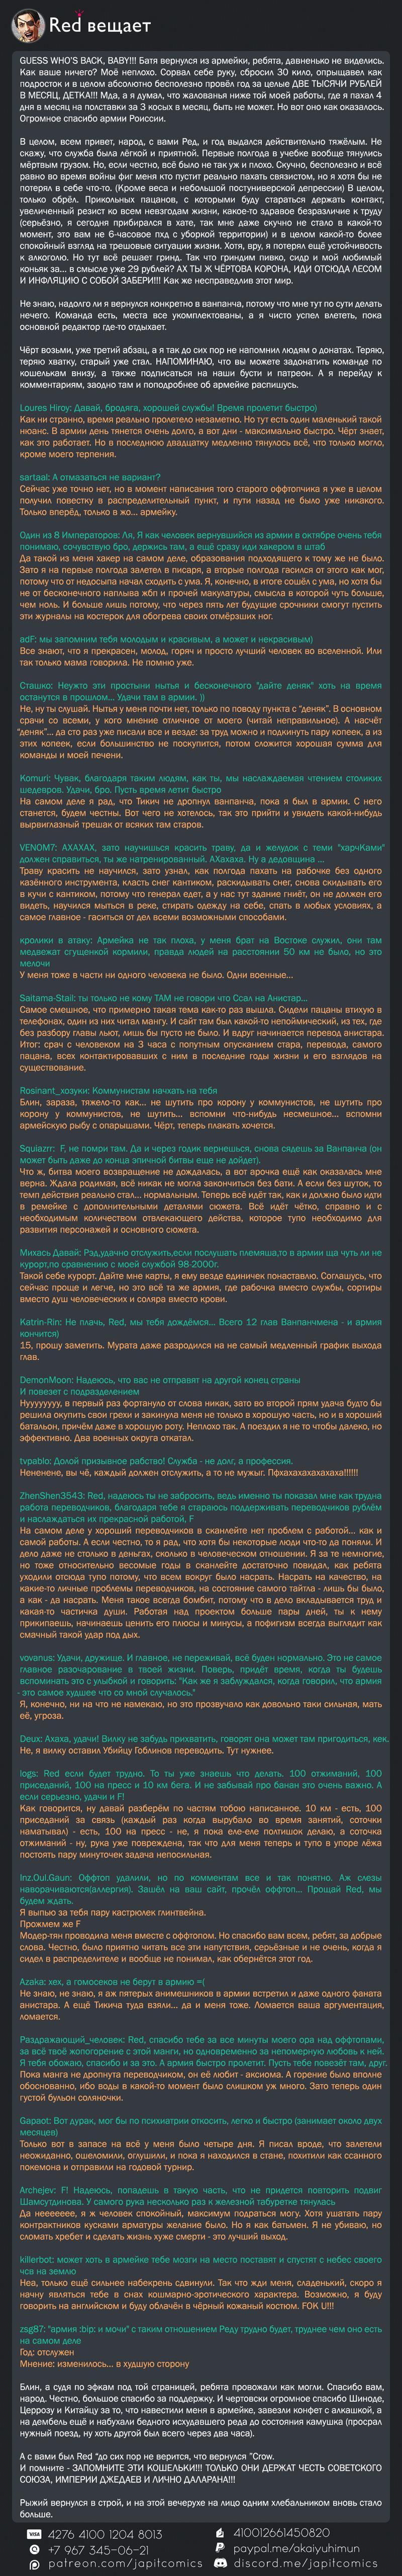 Red вещает
GUESS WHO'S BACK, BABY!!! Батя вернулся из армейки, ребята, давненько не виделись.
Как ваше ничего? Моё неплохо. Сорвал себе руку, сбросил 30 кило, опрыщавел как
подросток и в целом абсолютно бесполезно провёл год за целые ДВЕ ТЫСЯЧИ РУБЛЕЙ
В МЕСЯЦ, ДЕТКА!!! Мда, а я думал, что жалованья ниже той моей работы, где я пахал 4
дня в месяц на полставки за 3 косых в месяц, быть не может. Но вот оно как оказалось.
Огромное спасибо армии России.
В целом, всем привет, народ, с вами Ред, и год выдался действительно тяжёлым. Не
скажу, что служба была лёгкой и приятной. Первые полгода в учебке вообще тянулись
мёртвым грузом. Но, если честно, всё было не так уж и плохо. Скучно, бесполезно и всё
равно во время войны фиг меня кто пустит реально пахать связистом, но я хотя бы не
потерял в себе что-то. (Кроме веса и небольшой постуниверской депрессии) В целом,
только обрёл. Прикольных пацанов, с которыми буду стараться держать контакт,
увеличенный резист ко всем невзгодам жизни, какое-то здравое безразличие к труду
(серьёзно, я сегодня прибирался в хате, так мне даже скучно не стало в какой-то
момент, это вам не 6-часовое пхд с уборкой территории) и в целом какой-то более
спокойный взгляд на трешовые ситуации жизни. Хотя, вру, я потерял ещё устойчивость
к алкоголю. Но тут всё решает гринд. Так что гриндим пивко, сидр и мой любимый
коньяк за... в смысле уже 29 рублей? АХ ТЫ Ж ЧЁРТОВА КОРОНА, ИДИ ОТСЮДА ЛЕСОМ
И ИНФЛЯЦИЮ С СОБОЙ ЗАБЕРИ!!! Как же несправедлив этот мир.
Не знаю, надолго ли я вернулся конкретно в ванпанча, потому что мне тут по сути делать
нечего. Команда есть, места все укомплектованы, а я чисто успел влететь, пока
основной редактор где-то отдыхает.
Чёрт возьми, уже третий абзац, а я так до сих пор не напомнил людям о донатах. Теряю,
теряю хватку, старый уже стал. НАПОМИНАЮ, что вы можете задонатить команде по
кошелькам внизу, а также подписаться на наши бусти и патреон. А я перейду к
комментариям, заодно там и поподробнее об армейке распишусь.
Loures Hiroy: Давай, бродяга, хорошей службы! Время пролетит быстро)
Как ни странно, время реально пролетело незаметно. Но тут есть один маленький такой
нюанс. В армии день тянется очень долго, а вот дни - максимально быстро. Чёрт знает,
как это работает. Но в последнюю двадцатку медленно тянулось всё, что только могло,
кроме моего терпения.
sartaal: А отмазаться не вариант?
Сейчас уже точно нет, но в момент написания того старого оффтопчика я уже в целом
получил повестку в распределительный пункт, и пути назад не было уже никакого.
Только вперёд, только в жо... армейку.
Один из 8 Императоров: Ля, Я как человек вернувшийся из армии в октябре очень тебя
понимаю, сочувствую бро, держись там, а ещё сразу иди хакером в штаб
Да такой из меня хакер на самом деле, образования подходящего к тому же не было.
Зато я на первые полгода залетел в писаря, а вторые полгода гасился от этого как мог,
потому что от недосыпа начал сходить с ума. Я, конечно, в итоге сошёл с ума, но хотя бы
не от бесконечного наплыва жбп и прочей макулатуры, смысла в которой чуть больше,
чем ноль. И больше лишь потому, что через пять лет будущие срочники смогут пустить
эти журналы на костерок для обогрева своих отмёрзших ног.
adF: мы запомним тебя молодым и красивым, а может и некрасивым)
Все знают, что я прекрасен, молод, горяч и просто лучший человек во вселенной. Или
так только мама говорила. Не помню уже.
Сташко: Неужто эти простыни нытья и бесконечного "дайте деняк" хоть на время
останутся в прошлом... Удачи там в армии. ))
Не, ну ты слушай. Нытья у меня почти нет, только по поводу пункта с "деняк". В основном
срачи со всеми, у кого мнение отличное от моего (читай неправильное). А насчёт
"деняк"... да сто раз уже писали все и везде: за труд можно и подкинуть пару копеек, а из
этих копеек, если большинство не поскупится, потом сложится хорошая сумма для
команды и моей печени.
Komuri: Чувак, благодаря таким людям, как ты, мы наслаждаемся чтением столиких
шедевров. Удачи, бро. Пусть время летит быстро
На самом деле я рад, что Тикич не дропнул ванпанча, пока я был в армии. С него
станется, будем честны. Вот чего не хотелось, так это прийти и увидеть какой-нибудь
вырвиглазный трешак от всяких там старов.
VENOM7: АХАХАХ, зато научишься красить траву, да и желудок с теми "харчКами"
должен справиться, ты же натренированный. АХахаха. Ну а дедовщина ...
Траву красить не научился, зато узнал, как полгода пахать на рабочке без одного
казённого инструмента, класть снег кантиком, раскидывать снег, снова скидывать его
в кучи с кантиком, потому что генерал едет, а у нас тут здание гниёт, он не должен его
видеть, научился мыться в реке, стирать одежду на себе, спать в любых условиях, а
самое главное - гаситься от дел всеми возможными способами.
кролики в атаку: Армейка не так плоха, у меня брат на Востоке служил, они там
медвежат сгущенкой кормили, правда людей на расстоянии 50 км не было, но это
мелочи
У меня тоже в части ни одного человека не было. Одни военные...
Saitama-Stail: ты только не кому ТАМ не говори что Ссал на Анистар...
Самое смешное, что примерно такая тема как-то раз вышла. Сидели пацаны втихую в
телефонах, один из них читал мангу. И сайт там был какой-то непоймический, из тех, где
без разбору главы льют, лишь бы пусто не было. И вдруг начинается перевод анистара.
Итог: срач с человеком на 3 часа с попутным опусканием стара, перевода, самого
пацана, всех контактировавших с ним в последние годы жизни и его взглядов на
существование.
Rosinant_хозуки: Коммунистам начхать на тебя
Блин, зараза, тяжело-то как... не шутить про корону у коммунистов, не шутить про
корону у коммунистов, не шутить... вспомни что-нибудь несмешное... вспомни
армейскую рыбу с опарышами. Чёрт, теперь плакать хочется.
Squiazrr: F, не помри там. Да и через годик вернешься, снова сядешь за Ванпанча (он
может быть даже до конца эпичной битвы еще не дойдет).
Что ж, битва моего возвращение не дождалась, а вот арочка ещё как оказалась мне
верна. Ждала родимая, всё никак не могла закончиться без бати. А если без шуток, то
темп действия реально стал... нормальным. Теперь всё идёт так, как и должно было идти
в ремейке с дополнительными деталями сюжета. Всё идёт чётко, справно и с
необходимым количеством отвлекающего действа, которое тупо необходимо для
развития персонажей и основного сюжета.
Михась Давай: Рэд,удачно отслужить,если послушать племяша,то в армии ща чуть ли не
курорт,по сравнению с моей службой 98-2000г.
Такой себе курорт. Дайте мне карты, я ему везде единичек понаставлю. Соглашусь, что
сейчас проще и легче, но это всё та же армия, где рабочка вместо службы, сортиры
вместо душ человеческих и соляра вместо крови.
Katrin-Rin: Не плачь, Red, мы тебя дождёмся... Всего 12 глав Ванпанчмена - и армия
кончится)
15, прошу заметить. Мурата даже разродился на не самый медленный график выхода
глав.
DemonMoon: Надеюсь, что вас не отправят на другой конец страны
И повезет с подразделением
Нуууууууу, в первый раз фортануло от слова никак, зато во второй прям удача будто бы
решила окупить свои грехи и закинула меня не только в хорошую часть, но и в хороший
батальон, причём даже в хорошую роту. Неплохо так. А поездил я не то чтобы далеко, но
эффективно. Два военных округа откатал.
tvpablo: Долой призывное рабство! Служба - не долг, а профессия.
Нененене, вы чё, каждый должен отслужить, а то не мужыг. Пфхахахахахахаха!!!!!!
ZhenShen3543: Red, надеюсь ты не забросить, ведь именно ты показал мне как трудна
работа переводчиков, благодаря тебе я стараюсь поддерживать переводчиков рублём
и наслаждаться их прекрасной работой, F
На самом деле у хороший переводчиков в сканлейте нет проблем с работой... как и
самой работы. А если честно, то я рад, что хотя бы некоторые люди что-то да поняли. И
дело даже не столько в деньгах, сколько в человеческом отношении. Я за те немногие,
но тоже относительно весомые годы в сканлейте достаточно повидал, как ребята
уходили отсюда тупо потому, что всем вокруг было насрать. Насрать на качество, на
какие-то личные проблемы переводчиков, на состояние самого тайтла - лишь бы было,
а как - да насрать. Меня такое всегда бомбит, потому что в дело вкладывается труд и
какая-то частичка души. Работая над проектом больше пары дней, ты к нему
прикипаешь, начинаешь ценить его плюсы и минусы, а пофигизм всегда выглядит как
смачный такой удар под дых.
vovanus: Удачи, дружище. И главное, не переживай, всё буден нормально. Это не самое
главное разочарование в твоей жизни. Поверь, придёт время, когда ты будешь
вспоминать это с улыбкой и говорить: "Как же я заблуждался, когда говорил, что армия
- это самое худшее что со мной случалось."
Я, конечно, ни на что не намекаю, но это прозвучало как довольно таки сильная, мать
её, угроза.
Deux: Ахаха, удачи! Вилку не забудь прихватить, говорят она может там пригодиться, кек.
Не, я вилку оставил Убийцу Гоблинов переводить. Тут нужнее.
logs: Red если будет трудно. То ты уже знаешь что делать. 100 отжиманий, 100
приседаний, 100 на пресс и 10 км бега. И не забывай про банан это очень важно. А
если серьезно, удачи и F!
Как говорится, ну давай разберём по частям тобою написанное. 10 км - есть, 100
приседаний за связь (каждый раз когда вырубало во время занятий, соточки
наматывал) - есть, 100 на пресс - не, я пока еле-еле полтишок делаю, а соточка
отжиманий - ну, рука уже повреждена, так что для меня теперь и тупо в упоре лёжа
постоять пару минуточек задача непосильная.
Inz.Oul.Gaun: Оффтоп удалили, но по комментам все и так понятно. Аж слезы
наворачиваются(аллергия). Зашёл на ваш сайт, прочёл оффтоп... Прощай Red, мы
будем ждать.
Я выпью за тебя пару кастрюлек глинтвейна.
Прожмем же F
Модер-тян проводила меня вместе с оффтопом. Но спасибо вам всем, ребят, за добрые
слова. Честно, было приятно читать все эти напутствия, серьёзные и не очень, когда я
сидел в распределителе и вообще не понимал, как обернётся этот год.
Azaka: хех, а гомосеков не берут в армию =(
Не знаю, не знаю, я аж пятерых анимешников в армии встретил и даже одного фаната
анистара. А ещё Тикича туда взяли... да и меня тоже. Ломается ваша аргументация,
ломается.
Раздражающий_человек: Red, спасибо тебе за все минуты моего ора над оффтопами,
за всё твоё жопогорение с этой манги, но одновременно за непомерную любовь к ней.
Я тебя обожаю, спасибо и за это. А армия быстро пролетит. Пусть тебе повезёт там, друг.
Пока манга не дропнута переводчиком, он её любит - аксиома. А горение было вполне
обоснованно, ибо воды в какой-то момент было слишком уж много. Зато теперь один
густой бульон соляночки.
Gapaot: Вот дурак, мог бы по психиатрии откосить, легко и быстро (занимает около двух
месяцев)
Только вот в запасе на всё у меня было четыре дня. Я писал вроде, что залетели
неожиданно, ошеломили, оглушили, и пока я находился в стане, похитили как ссанного
покемона и отправили на годовой турнир.
Archejev: F! Надеюсь, попадешь в такую часть, что не придется повторить подвиг
Шамсутдинова. У самого рука несколько раз к железной табуретке тянулась
Да неееееее, я ж человек спокойный, максимум подраться могу. Хотя ушатать пару
контрактников кусками арматуры желание было. Но я как батьмен. Я не убиваю, но
сломать хребет и сделать жизнь хуже смерти - это лучший выход.
killerbot: может хоть в армейке тебе мозги на место поставят и спустят с небес своего
чсв на землю
Неа, только ещё сильнее набекрень сдвинули. Так что жди меня, сладенький, скоро я
начну являться тебе в снах кошмарно-эротического характера. Возможно, я буду
говорить на английском и буду облачён в чёрный кожаный костюм. FOK U!!!
zsg87: "армия :bip: и мочи" с таким отношением Реду трудно будет, труднее чем оно есть
на самом деле
Год: отслужен
Мнение: изменилось... в худшую сторону
Блин, а судя по эфкам под той страницей, ребята провожали как могли. Спасибо вам,
народ. Честно, большое спасибо за поддержку. И чертовски огромное спасибо Шиноде,
Церрозу и Китайцу за то, что навестили меня в армейке, завезли конфет с алкашкой, а
на дембель ещё и набухали бедного исхудавшего реда до состояния камушка (просрал
нужный поезд, ну хоть другой был всего через два часа).
А с вами был Red "до сих пор не верится, что вернулся "Crow.
И помните - ЗАПОМНИТЕ ЭТИ КОШЕЛЬКИ!!! ТОЛЬКО ОНИ ДЕРЖАТ ЧЕСТЬ СОВЕТСКОГО
СОЮЗА, ИМПЕРИИ ДЖЕДАЕВ И ЛИЧНО ДАЛАРАНА!!!
Рыжий вернулся в строй, и на этой вечерухе на лицо одним хлебальником вновь стало
больше.
VISA 4276 4100 1204 8013
410012661450820
+7 967 345-06-21
paypal.me/akaiyuhimun
patreon.com/japitcomics
discord.me/japitcomics